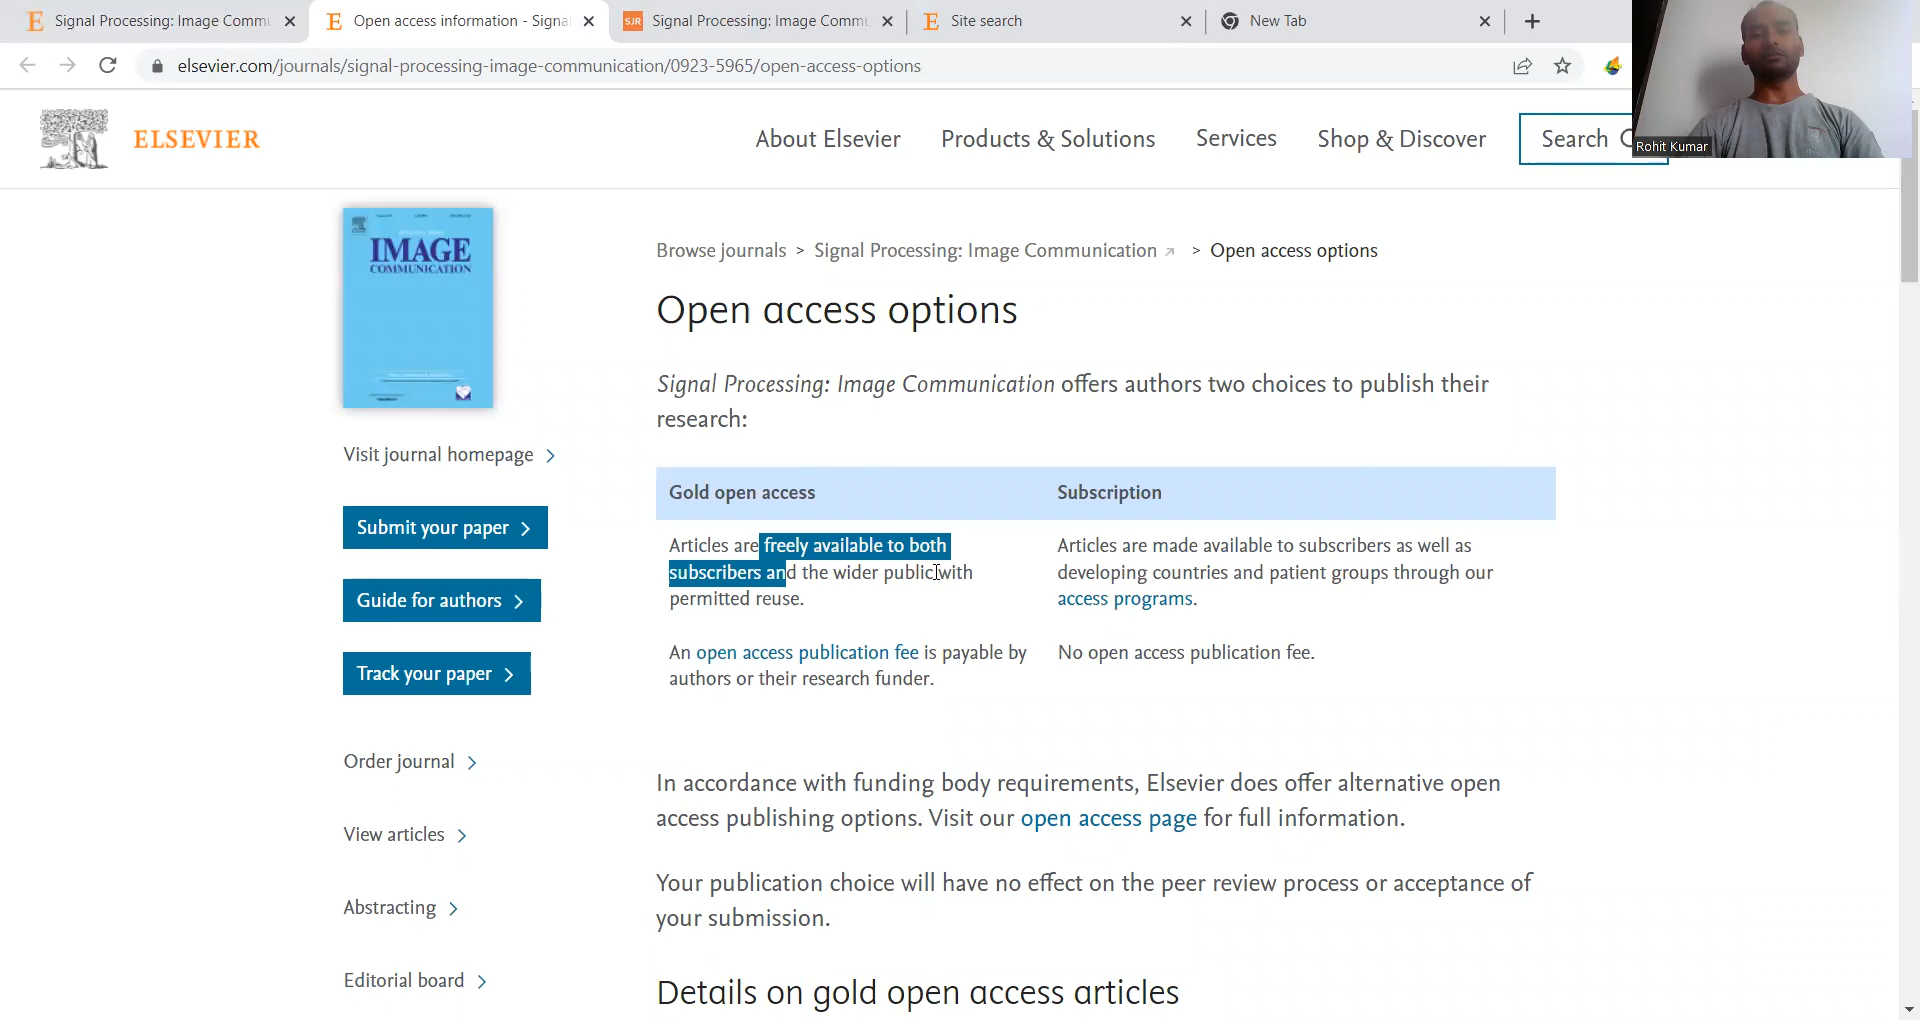 Signal Processing: Image Commu
Open access information - Signal
SJR
Signal Processing: Image Commu
Site search
New Tab
elsevier.com/journals/signal-processing-image-communication/0923-5965/open-access-options
Rohit Kumar
ELSEVIER
About Elsevier
Products & Solutions
Services
Shop & Discover
Search
IMAGE
COMMUNICATION
Browse journals > Signal Processing: Image Communication > Open access options
Open access options
Signal Processing: Image Communication offers authors two choices to publish their
research:
Gold open access
Subscription
Articles are freely available to both
subscribers and the wider public with
permitted reuse.
Articles are made available to subscribers as well as
developing countries and patient groups through our
access programs.
An open access publication fee is payable by
authors or their research funder.
No open access publication fee.
Visit journal homepage
Submit your paper
Guide for authors
Track your paper
Order journal
View articles
Abstracting
Editorial board
In accordance with funding body requirements, Elsevier does offer alternative open
access publishing options. Visit our open access page for full information.
Your publication choice will have no effect on the peer review process or acceptance of
your submission.
Details on gold open access articles